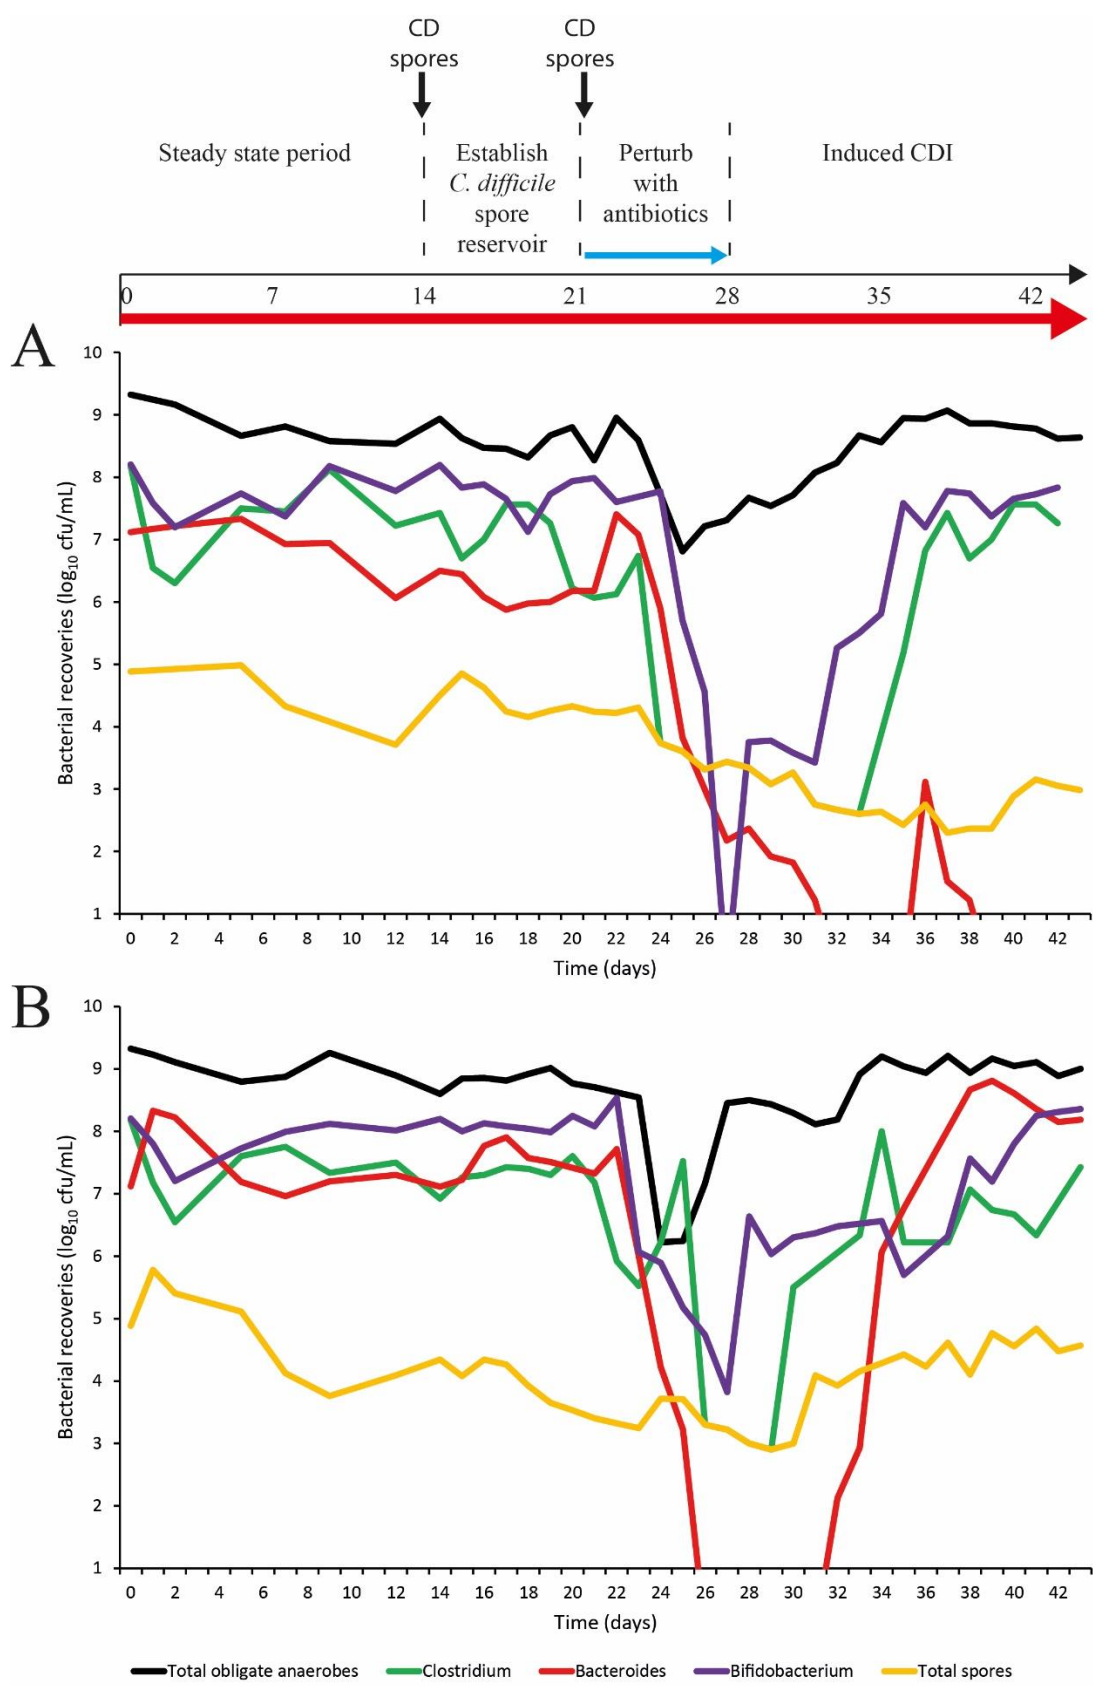 CD
spores
CD
spores
Steady state period
Establish
C. difficile
spore
reservoir
Perturb
with
antibiotics
Induced CDI
0 7 14 21 28 35 42
A
10
9
8
7
6
5
4
3
2
1
Bacterial recoveries (log10 cfu/mL)
0 2 4 6 8 10 12 14 16 18 20 22 24 26 28 30 32 34 36 38 40 42
Time (days)
B
10
9
8
7
6
5
4
3
2
1
Bacterial recoveries (log10 cfu/mL)
0 2 4 6 8 10 12 14 16 18 20 22 24 26 28 30 32 34 36 38 40 42
Time (days)
Total obligate anaerobes Clostridium Bacteroides Bifidobacterium Total spores